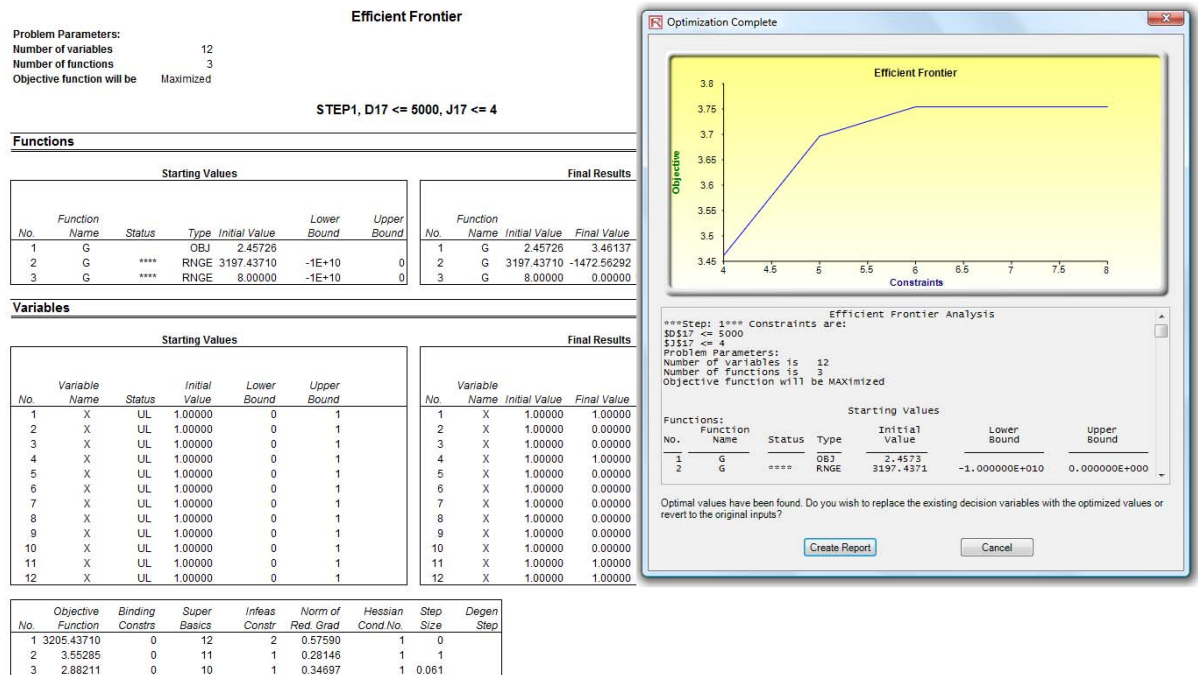 Efficient Frontier
Problem Parameters:
Number of variables 12
Number of functions 3
Objective function will be Maximized
STEP1, D17 <= 5000, J17 <= 4
Functions
Starting Values Final Results
Function Lower Upper Function
No. Name Status Type Initial Value Bound Bound No. Name Initial Value Final Value
1 G OBJ 2.45726 1 G 2.45726 3.46137
2 G **** RNGE 3197.43710 -1E+10 0 2 G 3197.43710 -1472.56292
3 G **** RNGE 8.00000 -1E+10 0 3 G 8.00000 0.00000
Variables
Starting Values Final Results
Variable Initial Lower Upper Variable
No. Name Status Value Bound Bound No. Name Initial Value Final Value
1 X UL 1.00000 0 1 1 X 1.00000 1.00000
2 X UL 1.00000 0 1 2 X 1.00000 0.00000
3 X UL 1.00000 0 1 3 X 1.00000 0.00000
4 X UL 1.00000 0 1 4 X 1.00000 1.00000
5 X UL 1.00000 0 1 5 X 1.00000 0.00000
6 X UL 1.00000 0 1 6 X 1.00000 0.00000
7 X UL 1.00000 0 1 7 X 1.00000 0.00000
8 X UL 1.00000 0 1 8 X 1.00000 0.00000
9 X UL 1.00000 0 1 9 X 1.00000 0.00000
10 X UL 1.00000 0 1 10 X 1.00000 0.00000
11 X UL 1.00000 0 1 11 X 1.00000 1.00000
12 X UL 1.00000 0 1 12 X 1.00000 1.00000
Objective Binding Super Infeas Norm of Hessian Step Degen
No. Function Constrs Basics Constr Red. Grad Cond.No. Size Step
1 3205.43710 0 12 2 0.57590 1 0
2 3.55285 0 11 1 0.28146 1 1
3 2.88211 0 10 1 0.34697 1 0.061
R Optimization Complete
Efficient Frontier
3.8
3.75
3.7
3.65
3.6
3.55
3.6
3.45
Objective
4 4.5 5 5.5 6 6.5 7 7.5 8
Constraints
Efficient Frontier Analysis
***Step: 1*** Constraints are:
$D$17 <= 5000
$J$17 <= 4
Problem Parameters:
Number of variables is 12
Number of functions is 3
Objective function will be MAXimized
Starting Values
Functions:
Function Initial Lower Upper
No. Name Status Type Value Bound Bound
1 G OBJ 2.4573
2 G **** RNGE 3197.4371 -1.000000E+010 0.000000E+000
Optimal values have been found. Do you wish to replace the existing decision variables with the optimized values or
revert to the original inputs?
Create Report Cancel